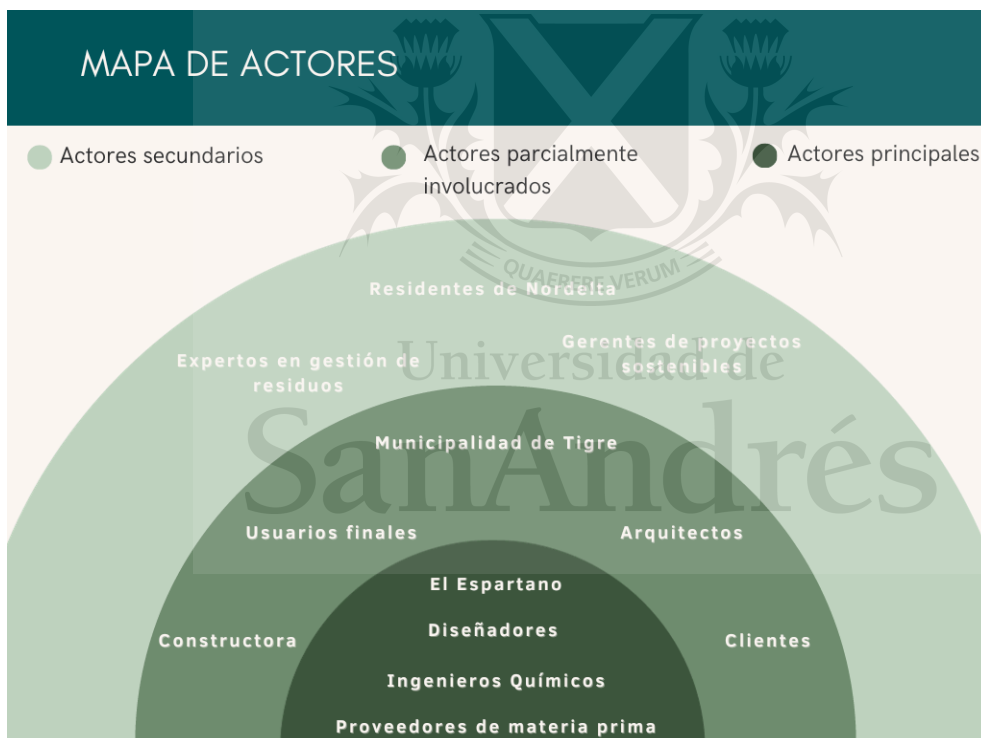 MAPA DE ACTORES
Actores secundarios
Actores parcialmente
involucrados
Actores principales
QUAERERE VERUM
Residentes de Nordelta
Gerentes de proyectos
sostenibles
Expertos en gestión de
residuos
Universidad de
SanAndrés
Municipalidad de Tigre
Usuarios finales
Arquitectos
El Espartano
Diseñadores
Constructora
Clientes
Ingenieros Químicos
Proveedores de materia prima